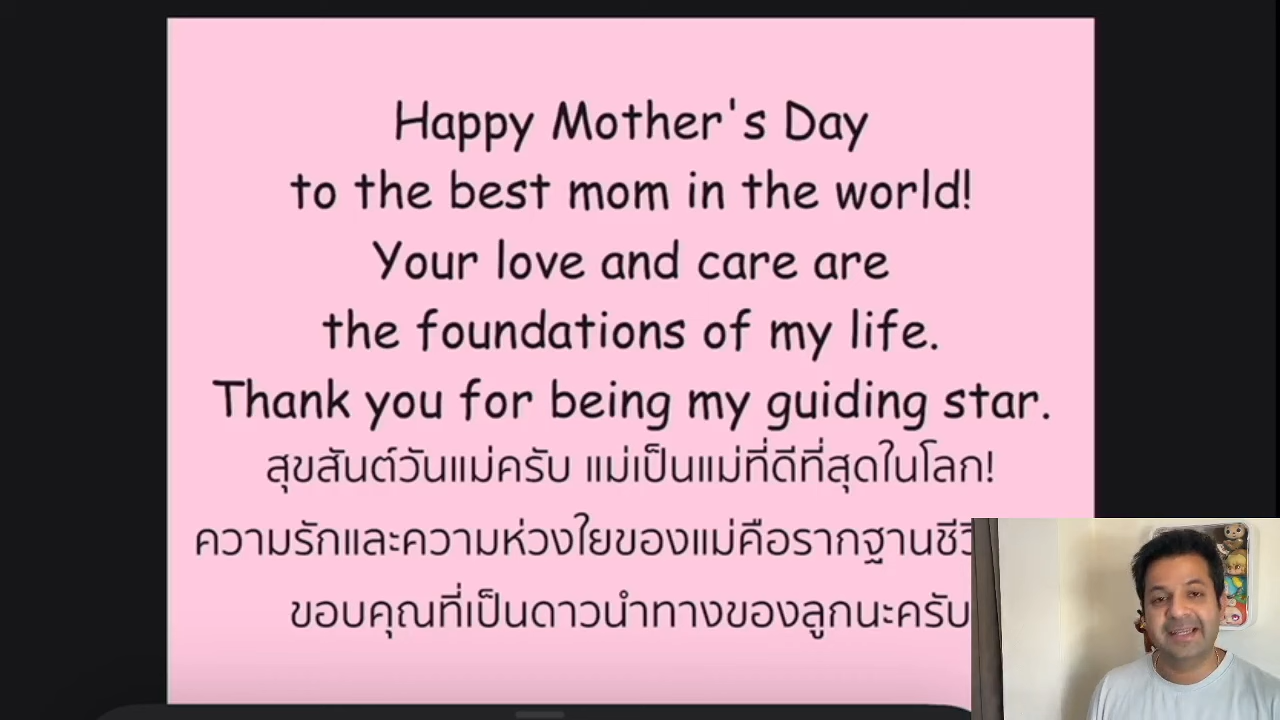 Happy Mother's Day
to the best mom in the world!
Your love and care are
the foundations of my life.
Thank you for being my guiding star.
สุขสันต์วันแม่ครับ แม่เป็นแม่ที่ดีที่สุดในโลก!
ความรักและความห่วงใยของแม่คือรากฐาน
ขอบคุณที่เป็นดาวนำทางของลูกนะครับ